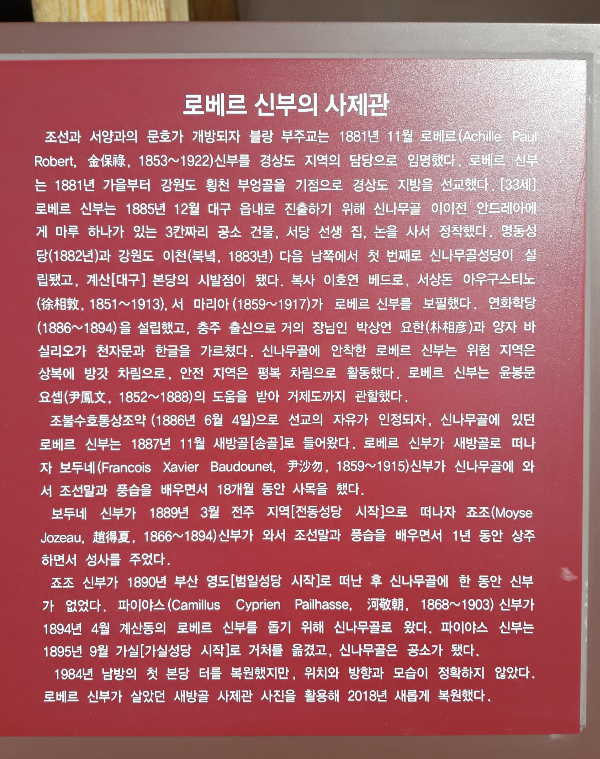 로베르 신부의 사제관
조선과 서양과의 문호가 개방되자 블랑 부주교는 1881년 11월 로베르(Achille Paul
Robert, 金保祿, 1853～1922)신부를 경상도 지역의 담당으로 임명했다. 로베르 신부
는 1881년 가을부터 강원도 횡천 부엉골을 기점으로 경상도 지방을 선교했다. [33세]
로베르 신부는 1885년 12월 대구 읍내로 진출하기 위해 신나무골 이이전 안드레아에
게 마루 하나가 있는 3칸짜리 공소 건물, 서당 선생 집, 논을 사서 정착했다. 명동성
당(1882년)과 강원도 이천(북녘, 1883년) 다음 남쪽에서 첫 번째로 신나무골성당이 설
립됐고, 계산[대구] 본당의 시발점이 됐다. 복사 이호연 베드로, 서상돈 아우구스티노
(徐相敦, 1851～1913), 서 마리아(1859～1917)가 로베르 신부를 보필했다. 연화학당
(1886～1894)을 설립했고, 충주 출신으로 거의 장님인 박상언 요한(朴相彦)과 양자 바
실리오가 천자문과 한글을 가르쳤다. 신나무골에 안착한 로베르 신부는 위험 지역은
상복에 방갓 차림으로, 안전 지역은 평복 차림으로 활동했다. 로베르 신부는 윤봉문
요셉(尹鳳文, 1852～1888)의 도움을 받아 거제도까지 관할했다.
조불수호통상조약 (1886년 6월 4일)으로 선교의 자유가 인정되자, 신나무골에 있던
로베르 신부는 1887년 11월 새방골[송골]로 들어왔다. 로베르 신부가 새방골로 떠나
자 보두네(Francois Xavier Baudounet, 尹沙勿, 1859～1915)신부가 신나무골에 와
서 조선말과 풍습을 배우면서 18개월 동안 사목을 했다.
보두네 신부가 1889년 3월 전주 지역[전동성당 시작]으로 떠나자 죠조(Moyse
Jozeau, 趙得夏, 1866～1894)신부가 와서 조선말과 풍습을 배우면서 1년 동안 상주
하면서 성사를 주었다.
죠조 신부가 1890년 부산 영도[범일성당 시작]로 떠난 후 신나무골에 한 동안 신부
가 없었다. 파이야스(Camillus Cyprien Pailhasse, 河敬朝, 1868～1903) 신부가
1894년 4월 계산동의 로베르 신부를 돕기 위해 신나무골로 왔다. 파이야스 신부는
1895년 9월 가실[가실성당 시작]로 거처를 옮겼고, 신나무골은 공소가 됐다.
1984년 남방의 첫 본당 터를 복원했지만, 위치와 방향과 모습이 정확하지 않았다.
로베르 신부가 살았던 새방골 사제관 사진을 활용해 2018년 새롭게 복원했다.